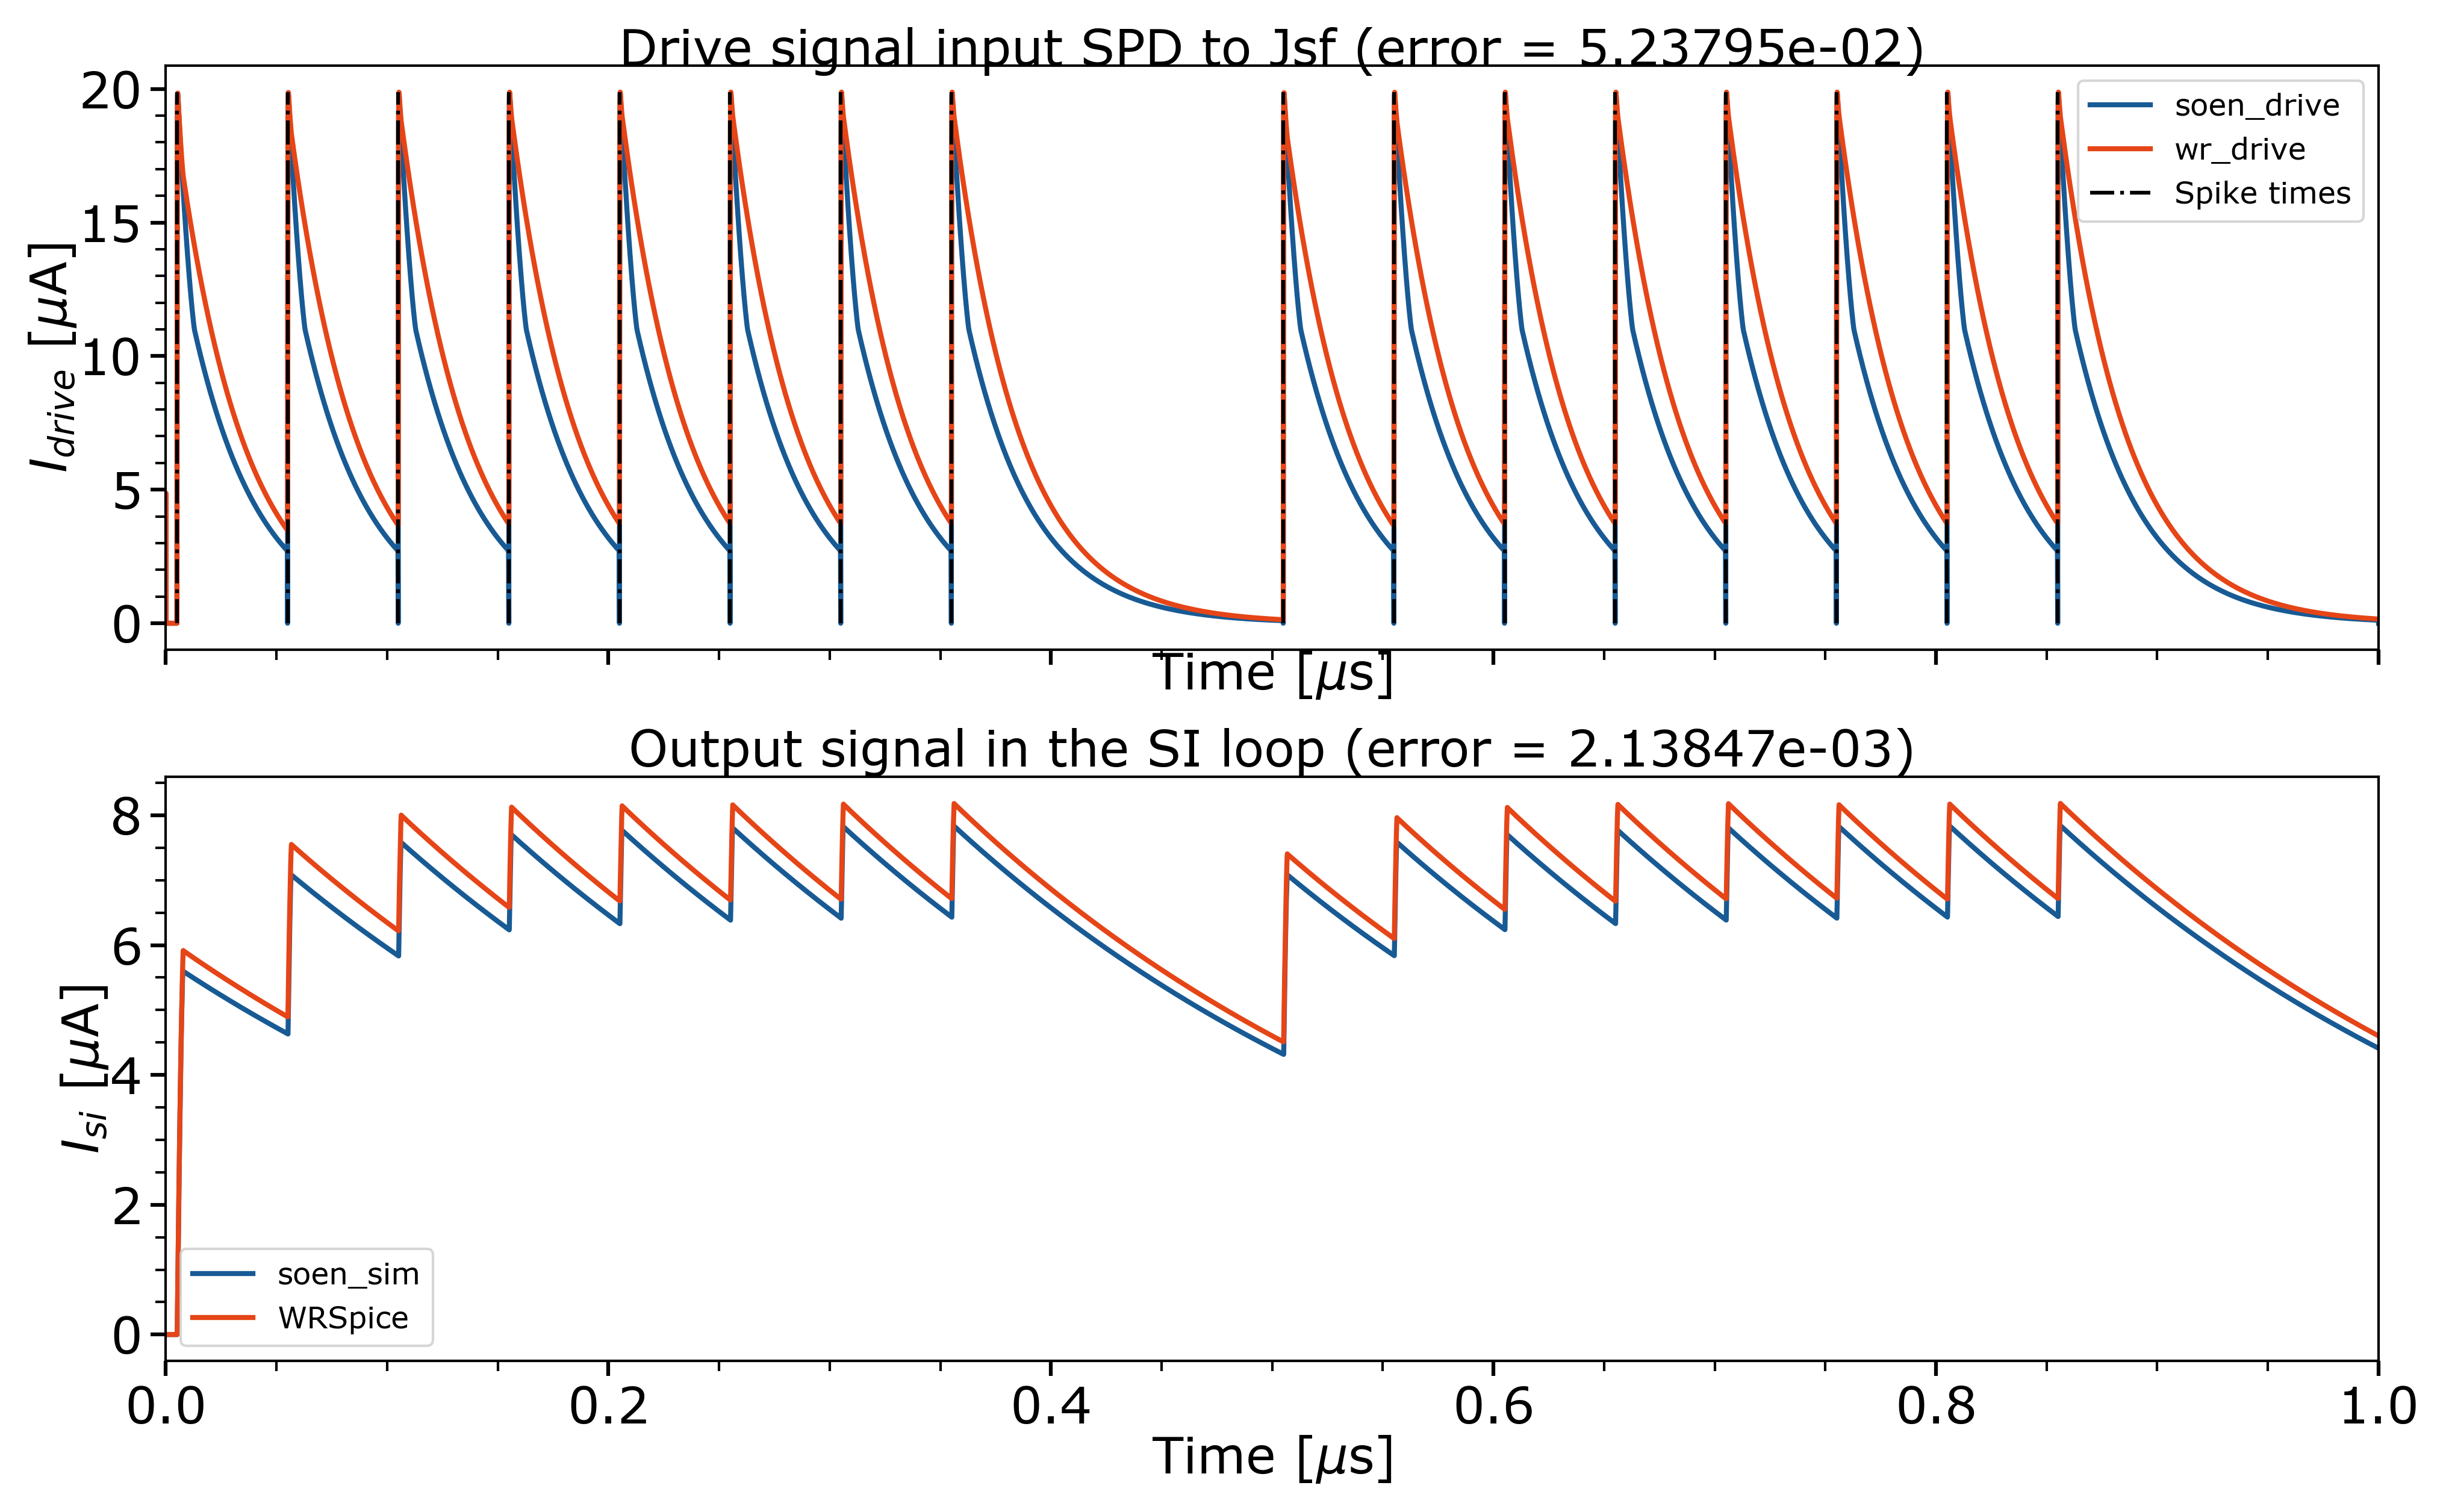 Drive signal input SPD to Jsf (error = 5.23795e-02)
20
15
10
5
0
I_drive [μA]
soen_drive
wr_drive
Spike times
Time [μs]
Output signal in the SI loop (error = 2.13847e-03)
8
6
4
2
0
I_si [μA]
soen_sim
WRSpice
0.0 0.2 0.4 0.6 0.8 1.0
Time [μs]